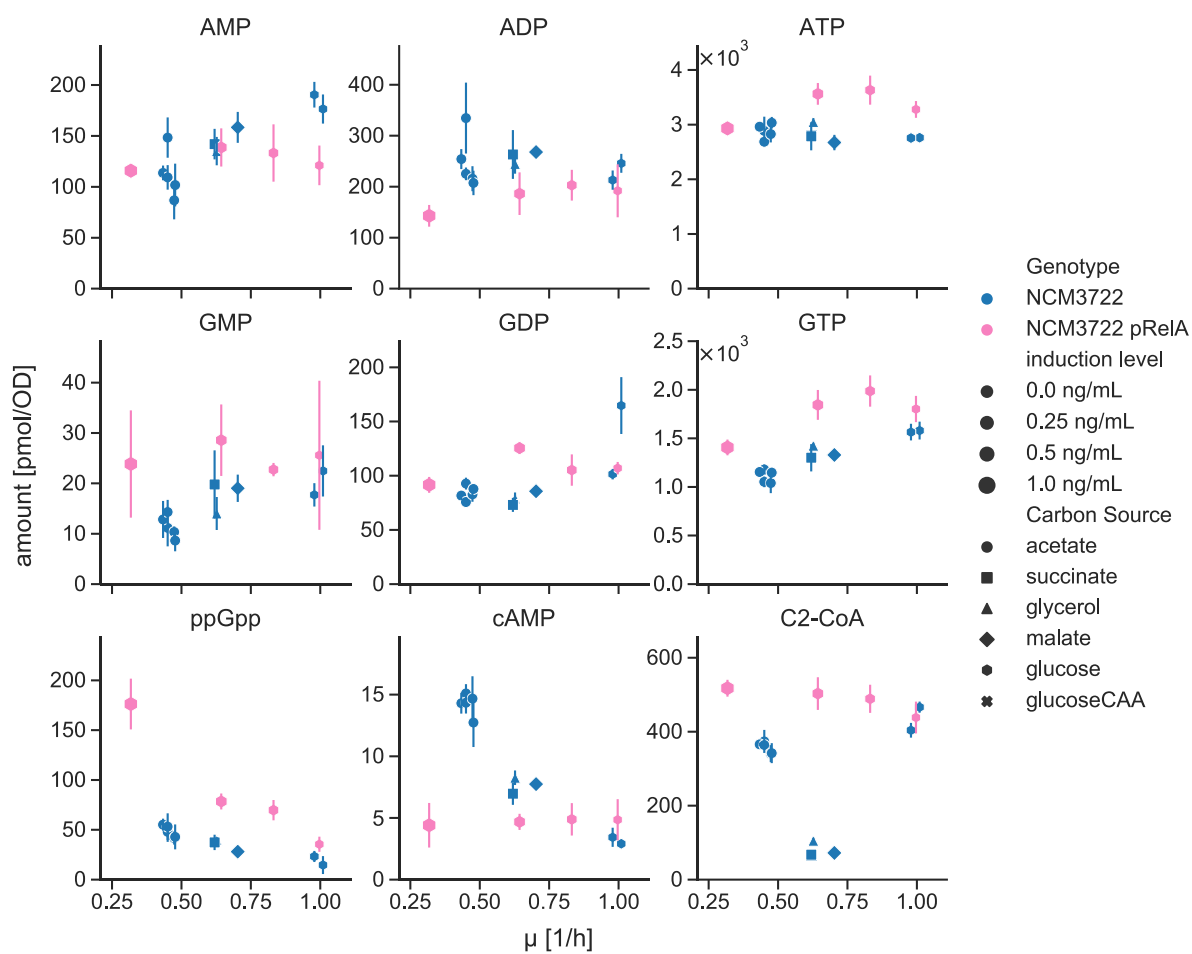 AMP
ADP
ATP
200
150
100
50
0
400
300
200
100
0
×10³
4
3
2
1
0
GMP
GDP
GTP
40
30
20
10
0
200
150
100
50
0
×10³
2.5
2.0
1.5
1.0
0.5
0.0
amount [pmol/OD]
ppGpp
cAMP
C2-CoA
200
150
100
50
0
15
10
5
0
600
400
200
0
0.25 0.50 0.75 1.00
0.25 0.50 0.75 1.00
0.25 0.50 0.75 1.00
µ [1/h]
Genotype
NCM3722
NCM3722 pRelA
induction level
0.0 ng/mL
0.25 ng/mL
0.5 ng/mL
1.0 ng/mL
Carbon Source
acetate
succinate
glycerol
malate
glucose
glucoseCAA